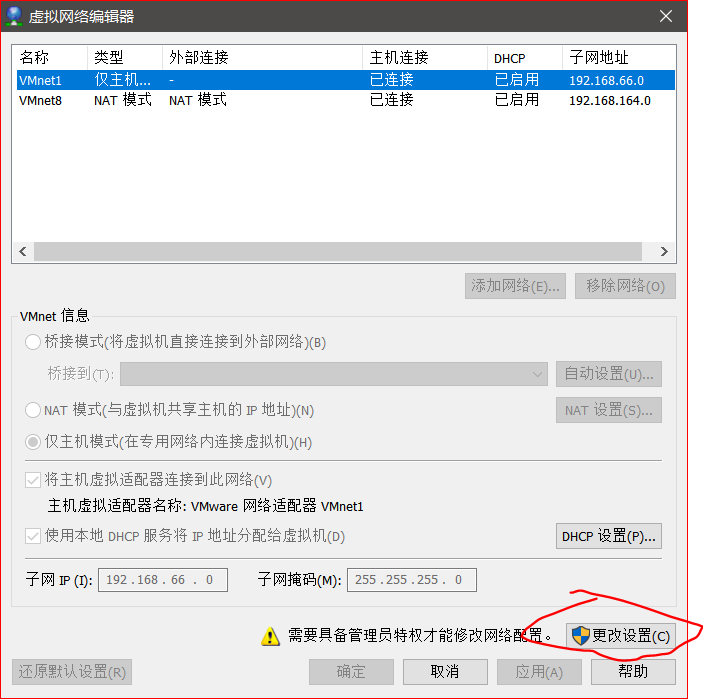 虚拟网络编辑器
名称 类型 外部连接 主机连接 DHCP 子网地址
VMnet1 仅主机... - 已连接 已启用 192.168.66.0
VMnet8 NAT 模式 NAT 模式 已连接 已启用 192.168.164.0
添加网络(E)... 移除网络(O)
VMnet 信息
桥接模式(将虚拟机直接连接到外部网络)(B)
桥接到(T): 自动设置(U)...
NAT 模式(与虚拟机共享主机的 IP 地址)(N) NAT 设置(S)...
仅主机模式(在专用网络内连接虚拟机)(H)
将主机虚拟适配器连接到此网络(V)
主机虚拟适配器名称: VMware 网络适配器 VMnet1
使用本地 DHCP 服务将 IP 地址分配给虚拟机(D) DHCP 设置(P)...
子网 IP (I): 192 . 168 . 66 . 0 子网掩码(M): 255 . 255 . 255 . 0
需要具备管理员特权才能修改网络配置。 更改设置(C)
还原默认设置(R) 确定 取消 应用(A) 帮助